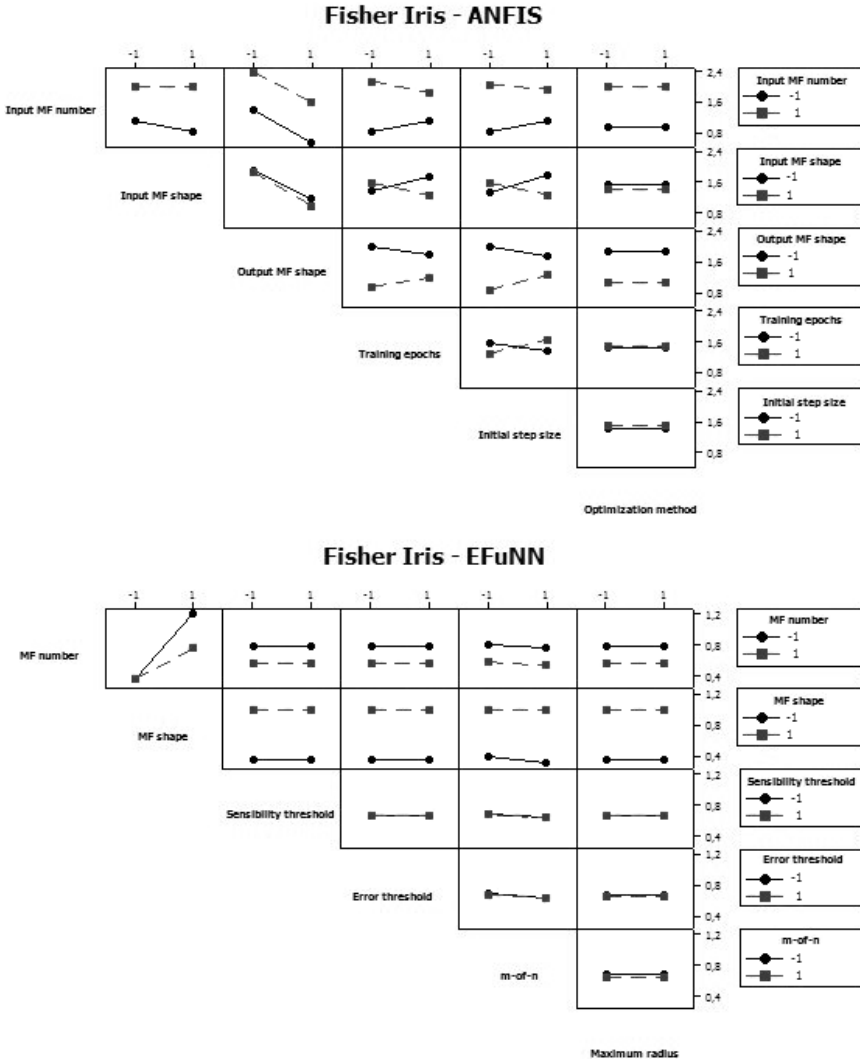 Fisher Iris - ANFIS
-1 1 -1 1 -1 1 -1 1 -1 1
Input MF number
2,4
1,6
0,8
Input MF number
-1
1
Input MF shape
2,4
1,6
0,8
Input MF shape
-1
1
Output MF shape
2,4
1,6
0,8
Output MF shape
-1
1
Training epochs
2,4
1,6
0,8
Training epochs
-1
1
Initial step size
2,4
1,6
0,8
Initial step size
-1
1
Optimization method
Fisher Iris - EFuNN
-1 1 -1 1 -1 1 -1 1 -1 1
MF number
1,2
0,8
0,4
MF number
-1
1
MF shape
1,2
0,8
0,4
MF shape
-1
1
Sensibility threshold
1,2
0,8
0,4
Sensibility threshold
-1
1
Error threshold
1,2
0,8
0,4
Error threshold
-1
1
m-of-n
1,2
0,8
0,4
m-of-n
-1
1
Maximum radius